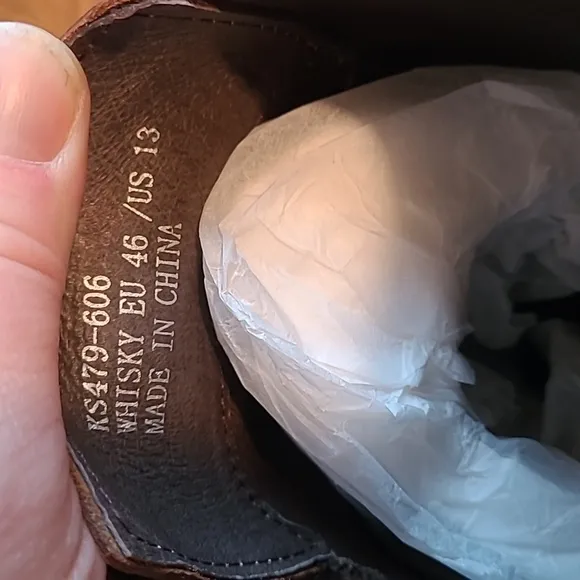 KS479-606
WHISKY EU 46 /US 13
MADE IN CHINA